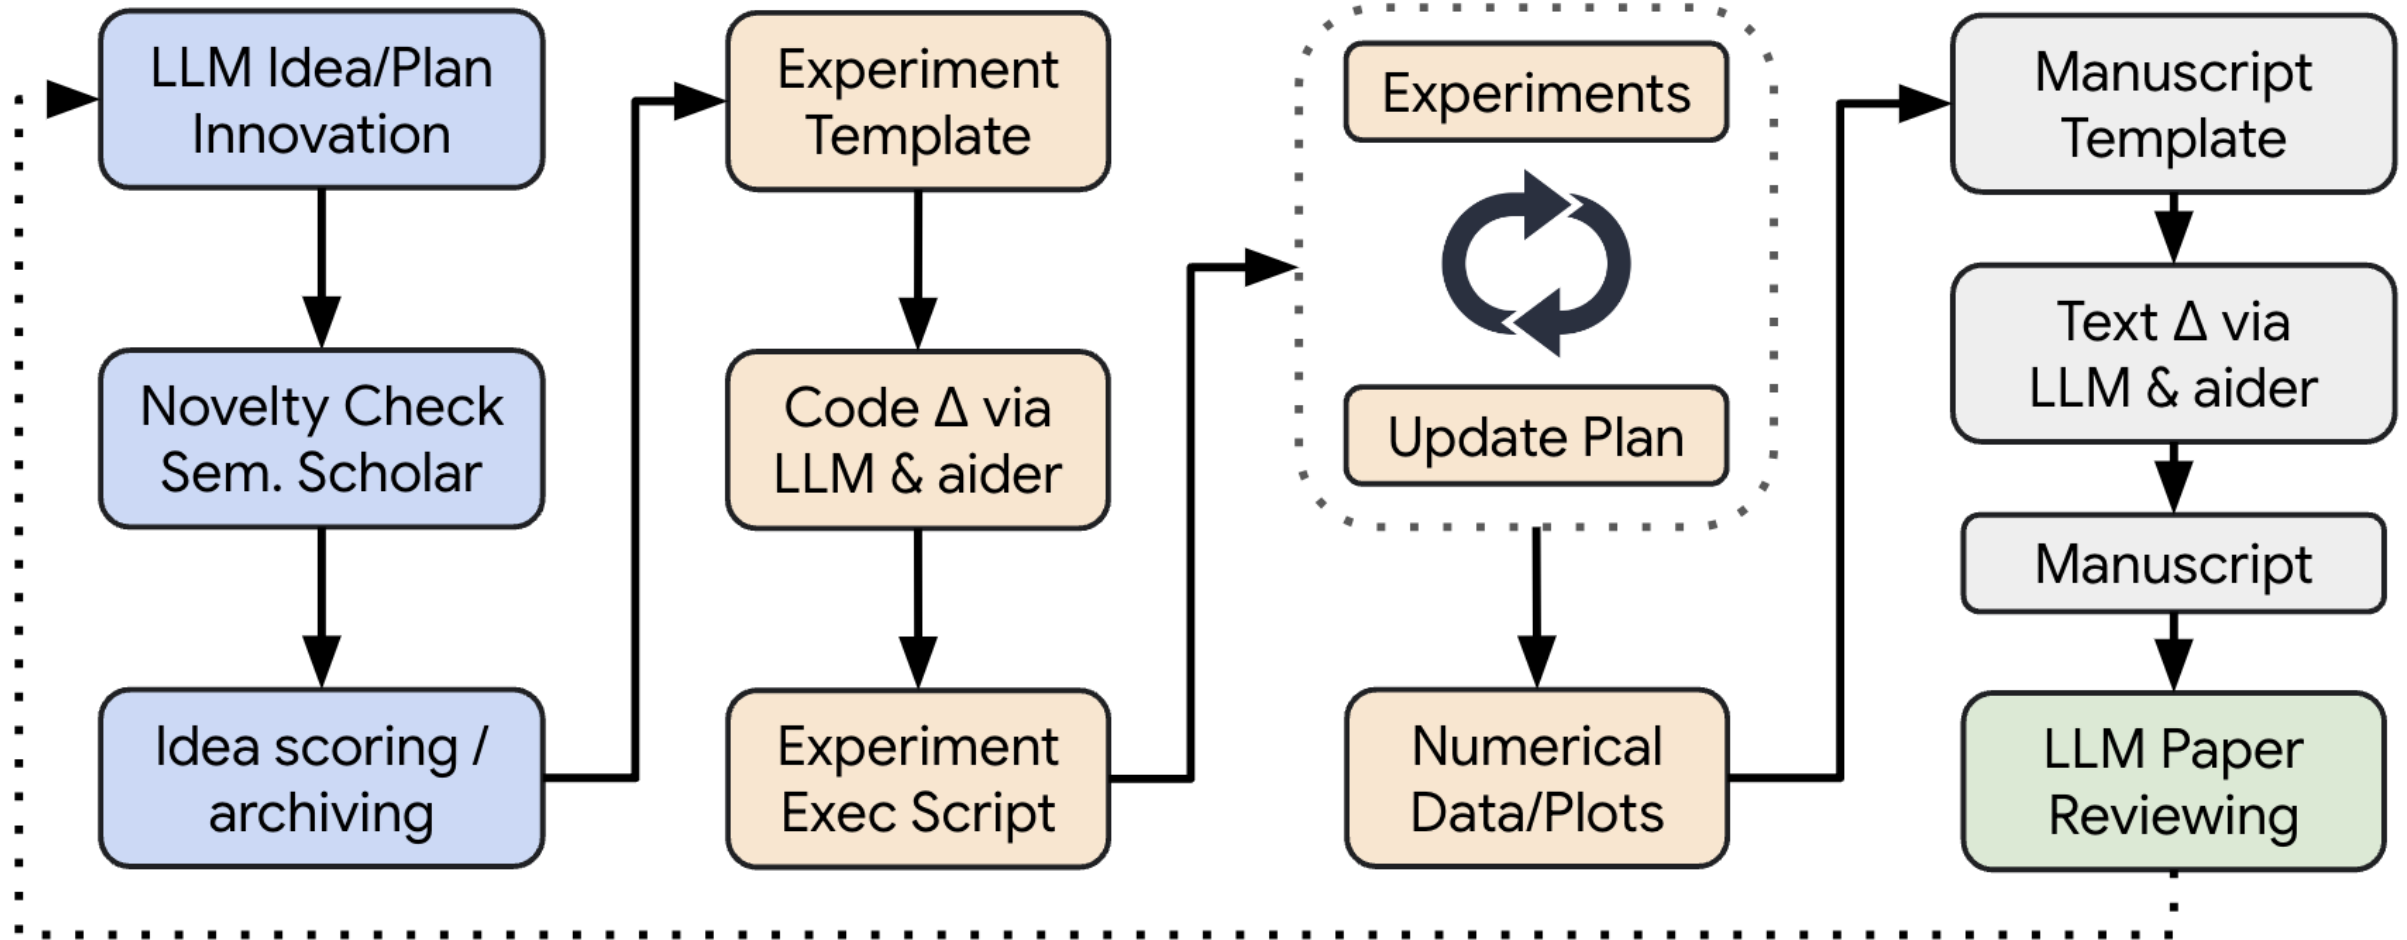 LLM Idea/Plan
Innovation
Novelty Check
Sem. Scholar
Idea scoring /
archiving
Experiment
Template
Code Δ via
LLM & aider
Experiment
Exec Script
Experiments
Update Plan
Numerical
Data/Plots
Manuscript
Template
Text Δ via
LLM & aider
Manuscript
LLM Paper
Reviewing